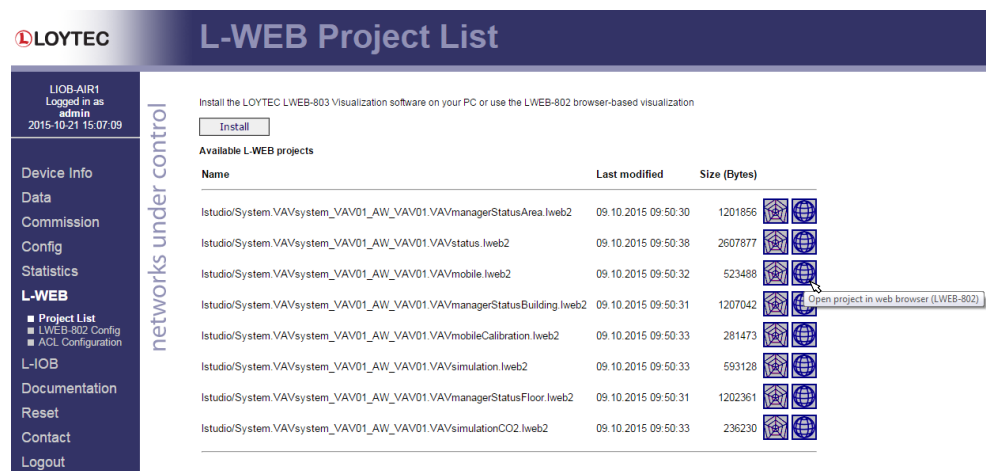 LOYTEC
L-WEB Project List
LIOB-AIR1
Logged in as
admin
2015-10-21 15:07:09
Device Info
Data
Commission
Config
Statistics
L-WEB
Project List
LWEB-802 Config
ACL Configuration
L-IOB
Documentation
Reset
Contact
Logout
networks under control
Install the LOYTEC LWEB-803 Visualization software on your PC or use the LWEB-802 browser-based visualization
Install
Available L-WEB projects
Name Last modified Size (Bytes)
lstudio/System.VAVsystem_VAV01_AW_VAV01.VAVmanagerStatusArea.lweb2 09.10.2015 09:50:30 1201856
lstudio/System.VAVsystem_VAV01_AW_VAV01.VAVstatus.lweb2 09.10.2015 09:50:38 2607877
lstudio/System.VAVsystem_VAV01_AW_VAV01.VAVmobile.lweb2 09.10.2015 09:50:32 523488
Open project in web browser (LWEB-802)
lstudio/System.VAVsystem_VAV01_AW_VAV01.VAVmanagerStatusBuilding.lweb2 09.10.2015 09:50:31 1207042
lstudio/System.VAVsystem_VAV01_AW_VAV01.VAVmobileCalibration.lweb2 09.10.2015 09:50:33 281473
lstudio/System.VAVsystem_VAV01_AW_VAV01.VAVsimulation.lweb2 09.10.2015 09:50:33 593128
lstudio/System.VAVsystem_VAV01_AW_VAV01.VAVmanagerStatusFloor.lweb2 09.10.2015 09:50:31 1202361
lstudio/System.VAVsystem_VAV01_AW_VAV01.VAVsimulationCO2.lweb2 09.10.2015 09:50:33 236230